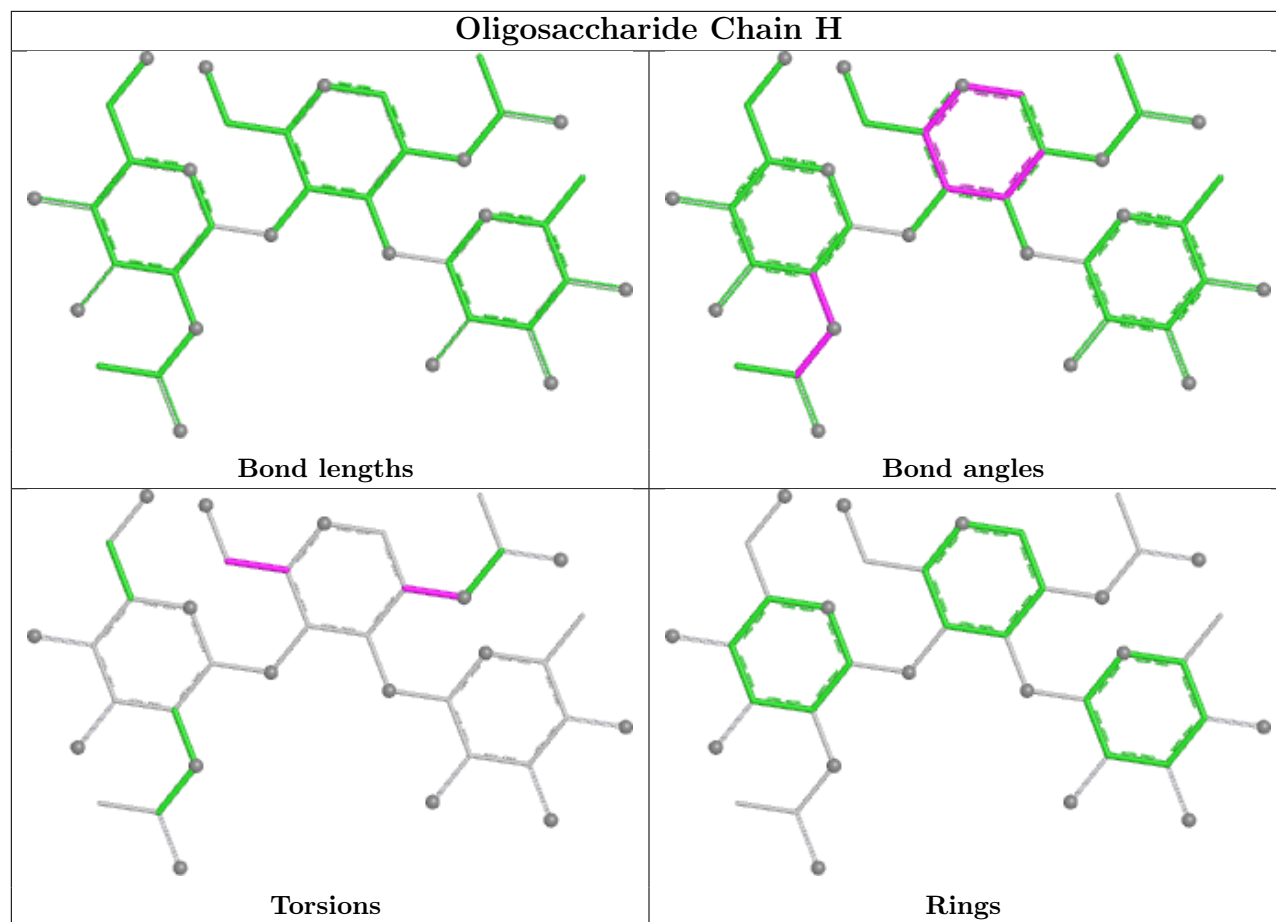 Oligosaccharide Chain H
Bond lengths
Bond angles
Torsions
Rings